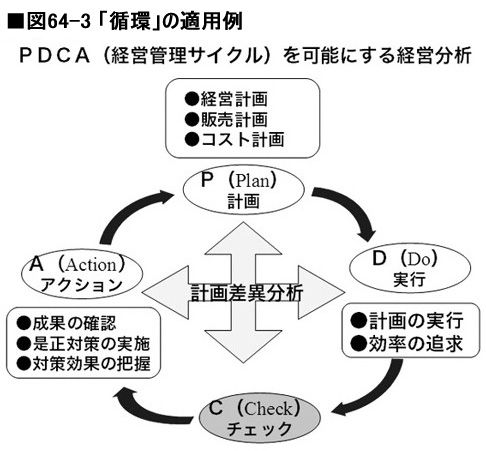 ■図64-3 「循環」の適用例
PDCA(経営管理サイクル)を可能にする経営分析
●経営計画
●販売計画
●コスト計画
P(Plan)
計画
A(Action)
アクション
D(Do)
実行
計画差異分析
●成果の確認
●是正対策の実施
●対策効果の把握
●計画の実行
●効率の追求
C(Check)
チェック